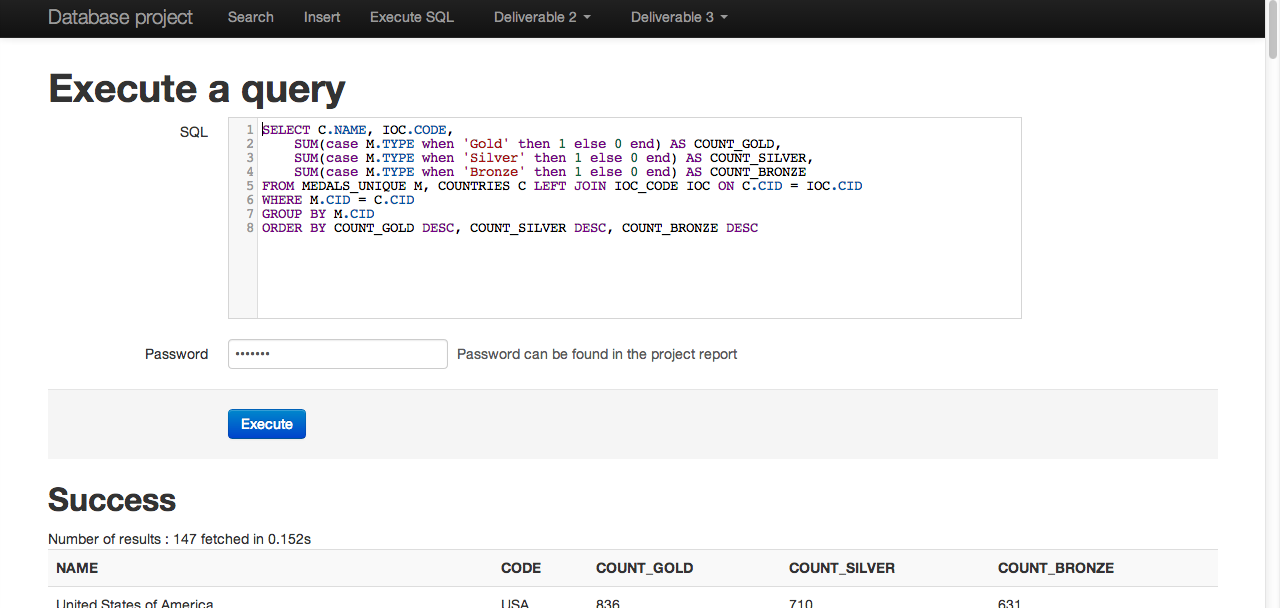 Database project Search Insert Execute SQL Deliverable 2 Deliverable 3
Execute a query
SQL
1 SELECT C.NAME, IOC.CODE,
2 SUM(case M.TYPE when 'Gold' then 1 else 0 end) AS COUNT_GOLD,
3 SUM(case M.TYPE when 'Silver' then 1 else 0 end) AS COUNT_SILVER,
4 SUM(case M.TYPE when 'Bronze' then 1 else 0 end) AS COUNT_BRONZE
5 FROM MEDALS_UNIQUE M, COUNTRIES C LEFT JOIN IOC_CODE IOC ON C.CID = IOC.CID
6 WHERE M.CID = C.CID
7 GROUP BY M.CID
8 ORDER BY COUNT_GOLD DESC, COUNT_SILVER DESC, COUNT_BRONZE DESC
Password ••••••• Password can be found in the project report
Execute
Success
Number of results : 147 fetched in 0.152s
NAME CODE COUNT_GOLD COUNT_SILVER COUNT_BRONZE
United States of America USA 836 710 631